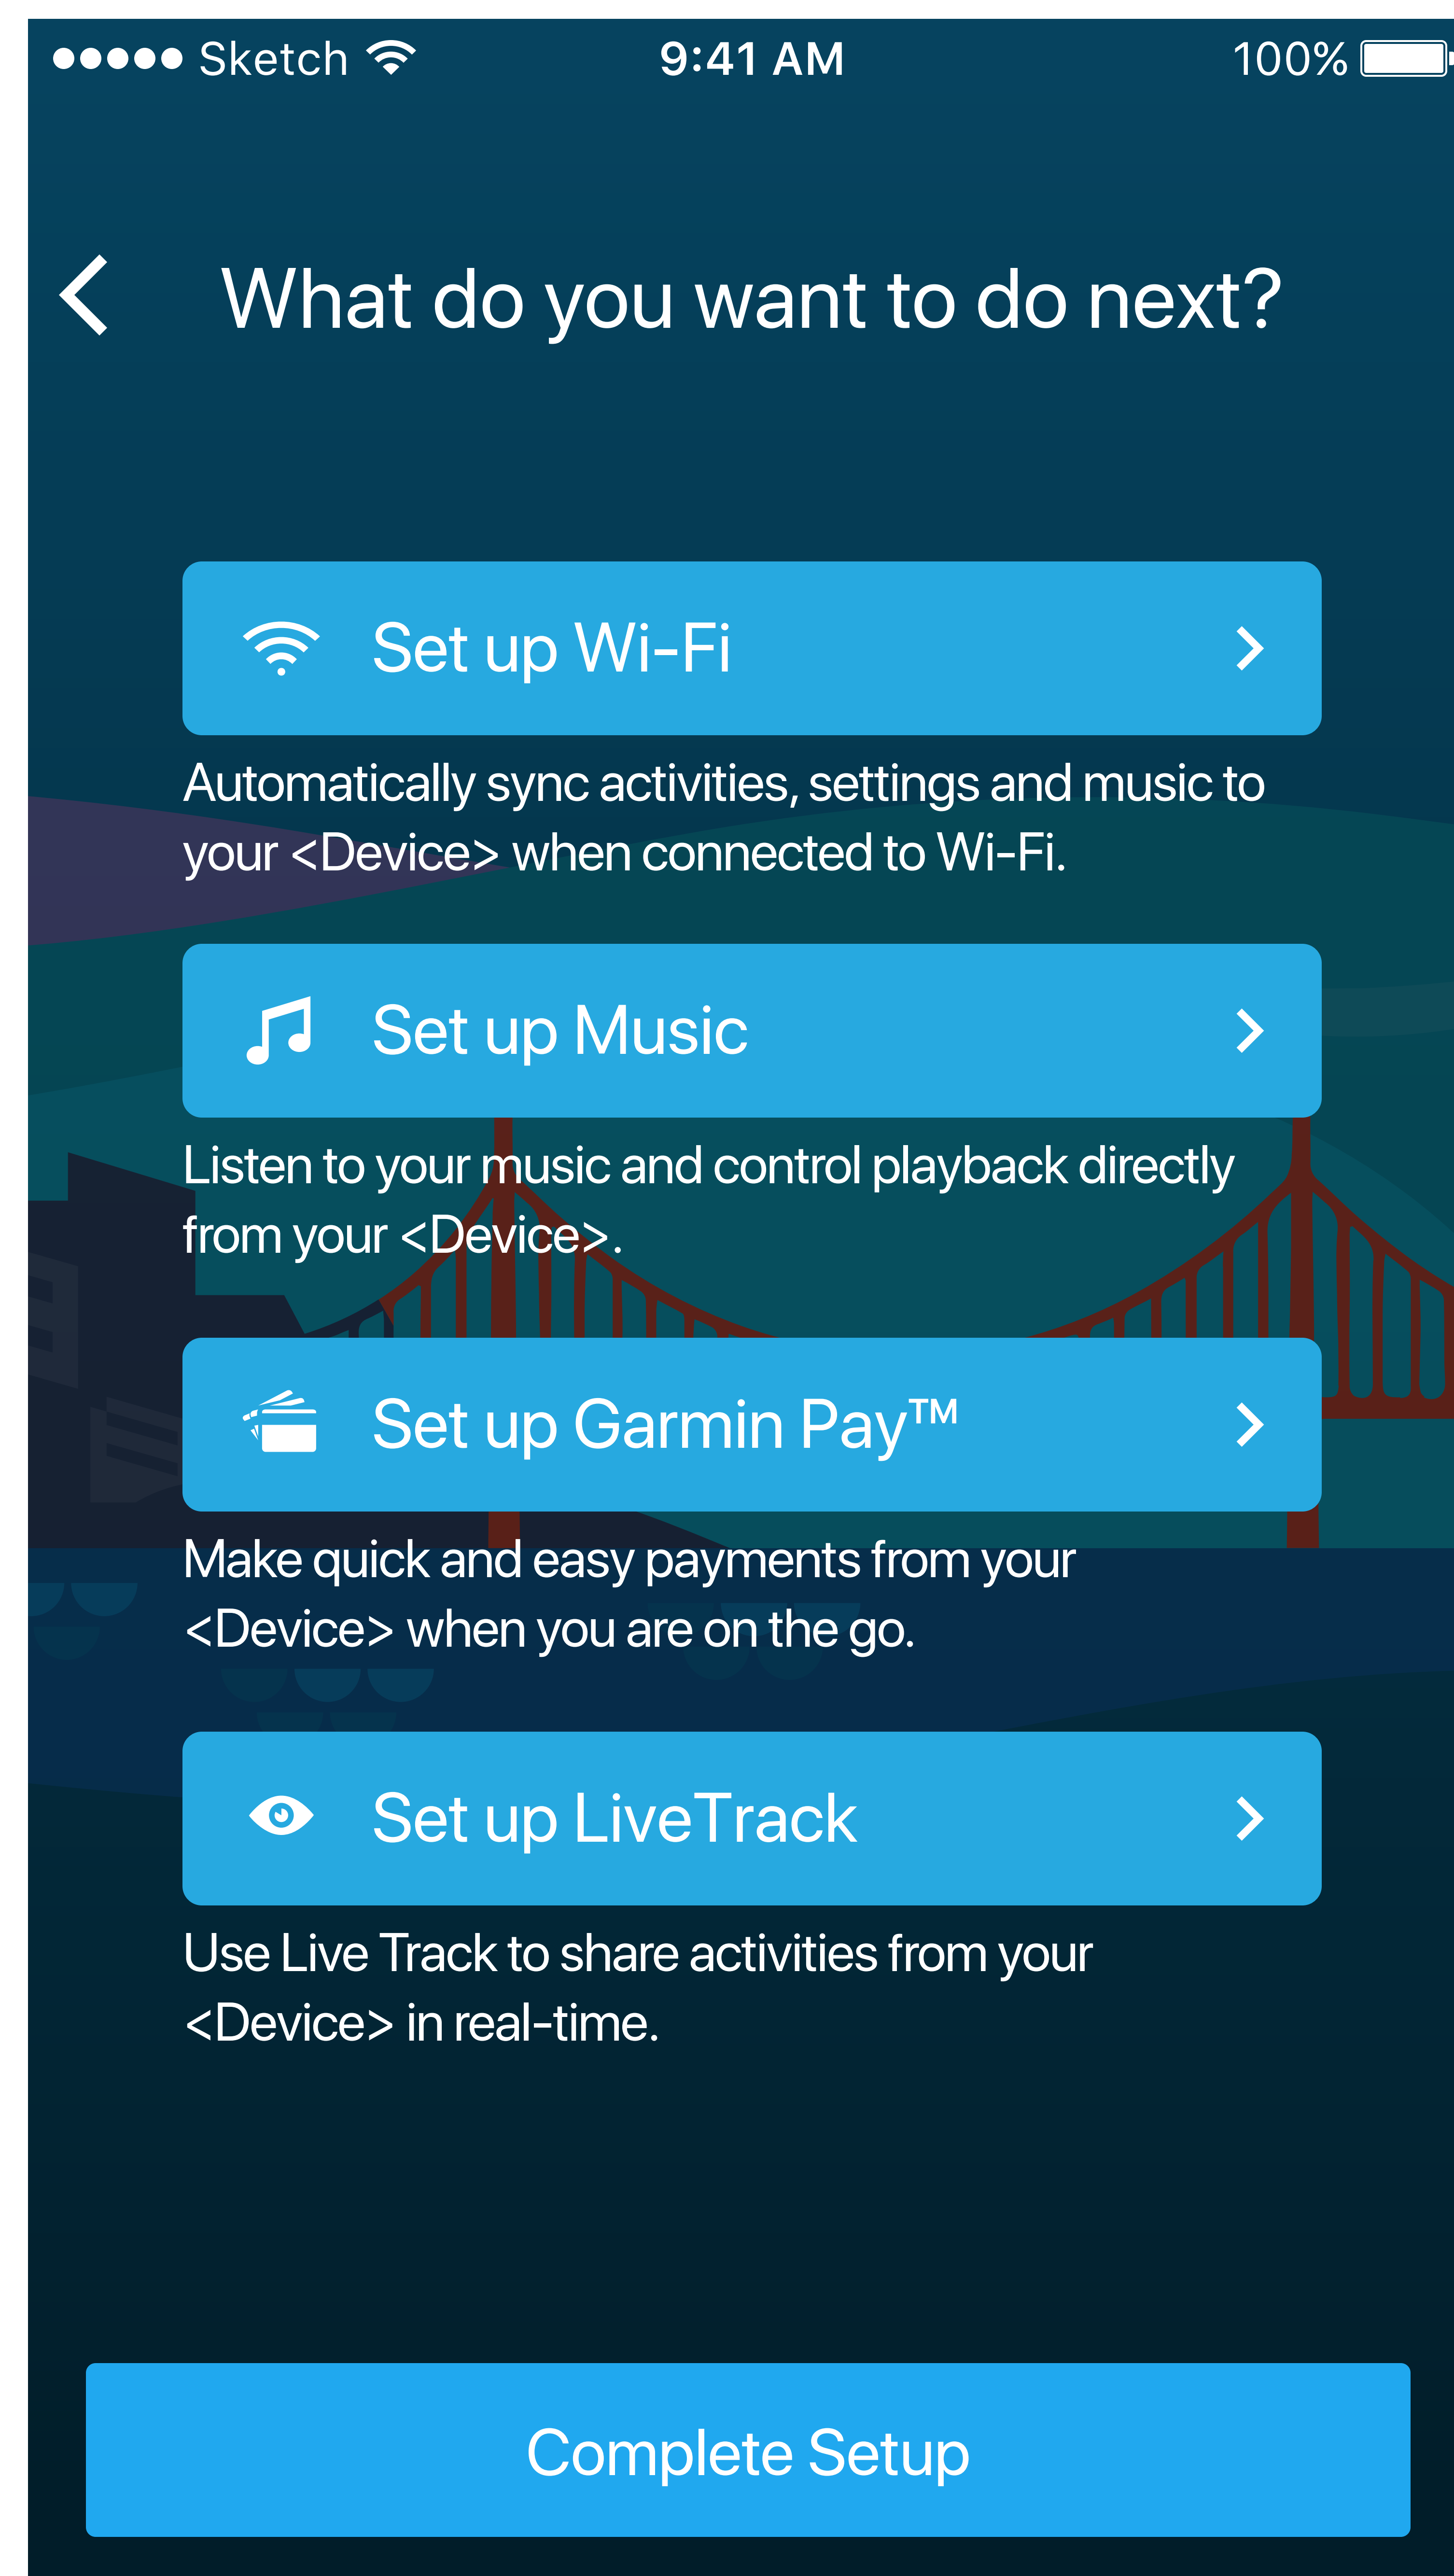 Sketch 9:41 AM 100%
What do you want to do next?
Set up Wi-Fi
Automatically sync activities, settings and music to
your <Device> when connected to Wi-Fi.
Set up Music
Listen to your music and control playback directly
from your <Device>.
Set up Garmin Pay™
Make quick and easy payments from your
<Device> when you are on the go.
Set up LiveTrack
Use Live Track to share activities from your
<Device> in real-time.
Complete Setup